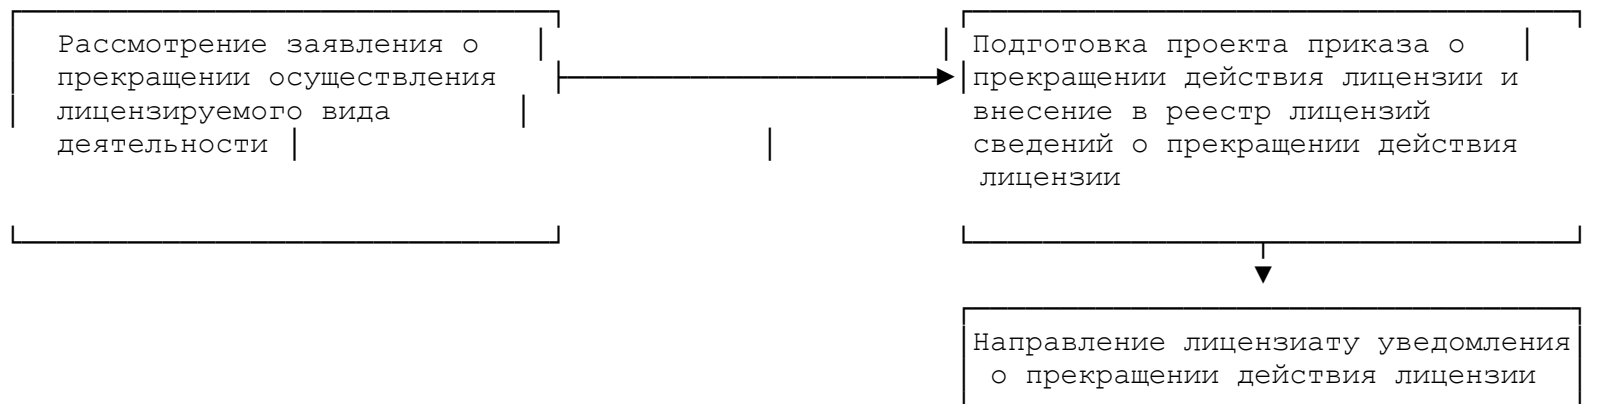 Рассмотрение заявления о
прекращении осуществления
лицензируемого вида
деятельности
Подготовка проекта приказа о
прекращении действия лицензии и
внесение в реестр лицензий
сведений о прекращении действия
лицензии
Направление лицензиату уведомления
о прекращении действия лицензии